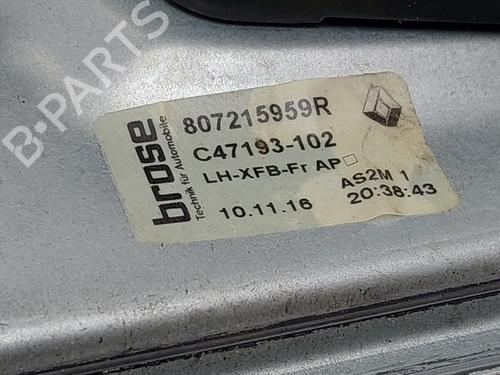 B-PARTS
brose
Technik für Automobile
807215959R
C47193-102
LH-XFB-Fr AP
10.11.16
AS2M 1
20:38:43